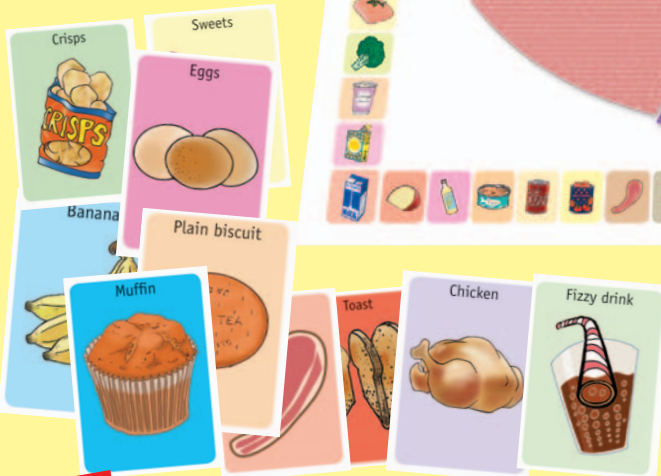 Sweets
Crisps
CRISPS
Eggs
Banana
Plain biscuit
TEA
Muffin
Toast
Chicken
Fizzy drink